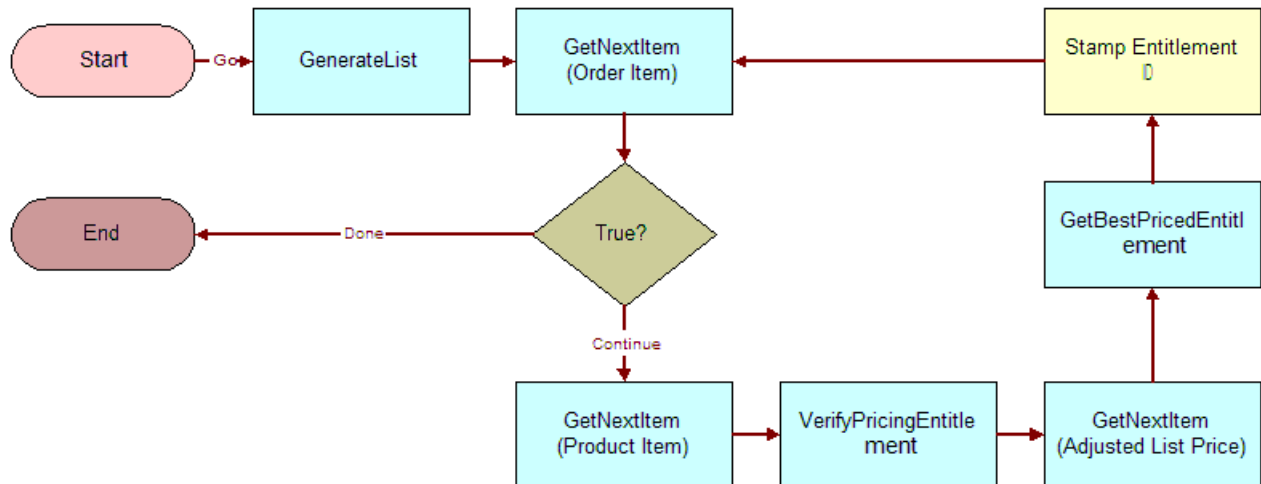 Start
Go
GenerateList
GetNextItem
(Order Item)
Stamp Entitlement
End
Done
True?
GetBestPricedEntitl
ement
Continue
GetNextItem
(Product Item)
VerifyPricingEntitle
ment
GetNextItem
(Adjusted List Price)